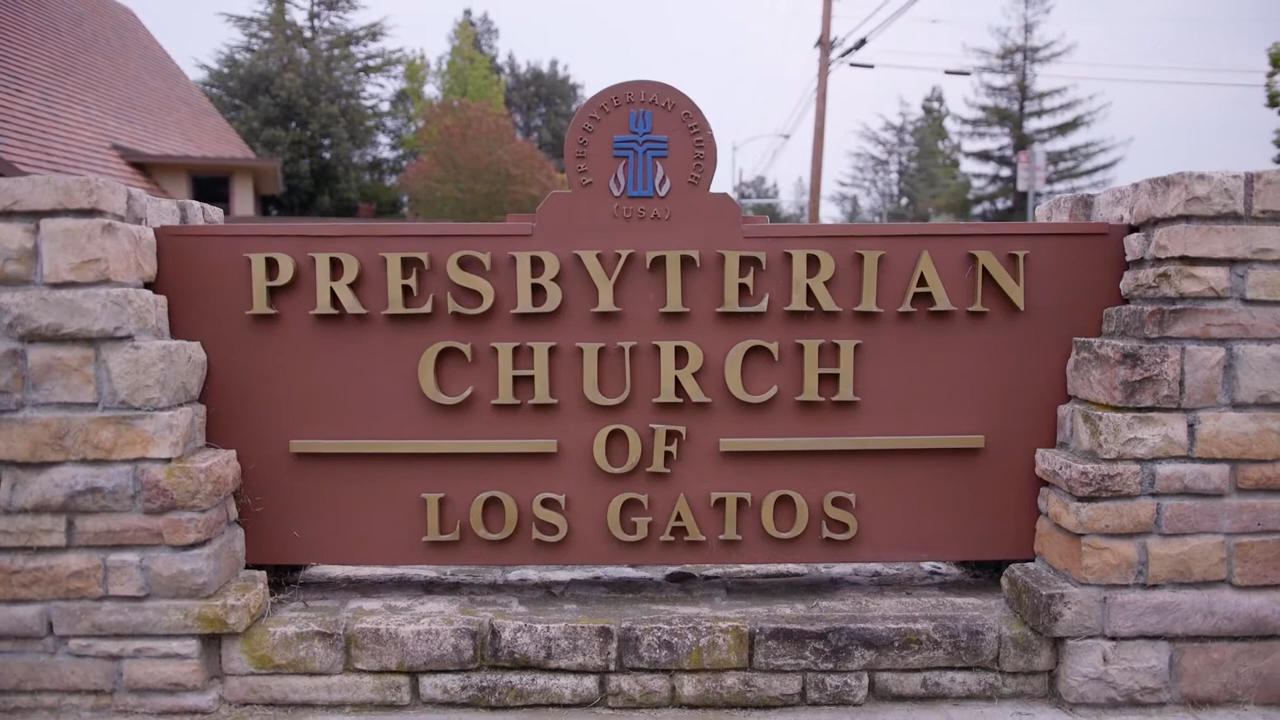 PRESBYTERIAN CHURCH
(USA)
PRESBYTERIAN
CHURCH
OF
LOS GATOS